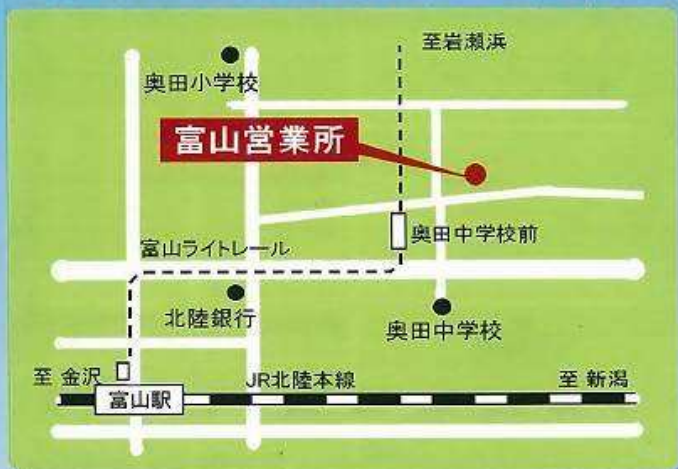 至岩瀬浜
奥田小学校
富山営業所
奥田中学校前
富山ライトレール
北陸銀行
奥田中学校
至 金沢
JR北陸本線
至 新潟
富山駅